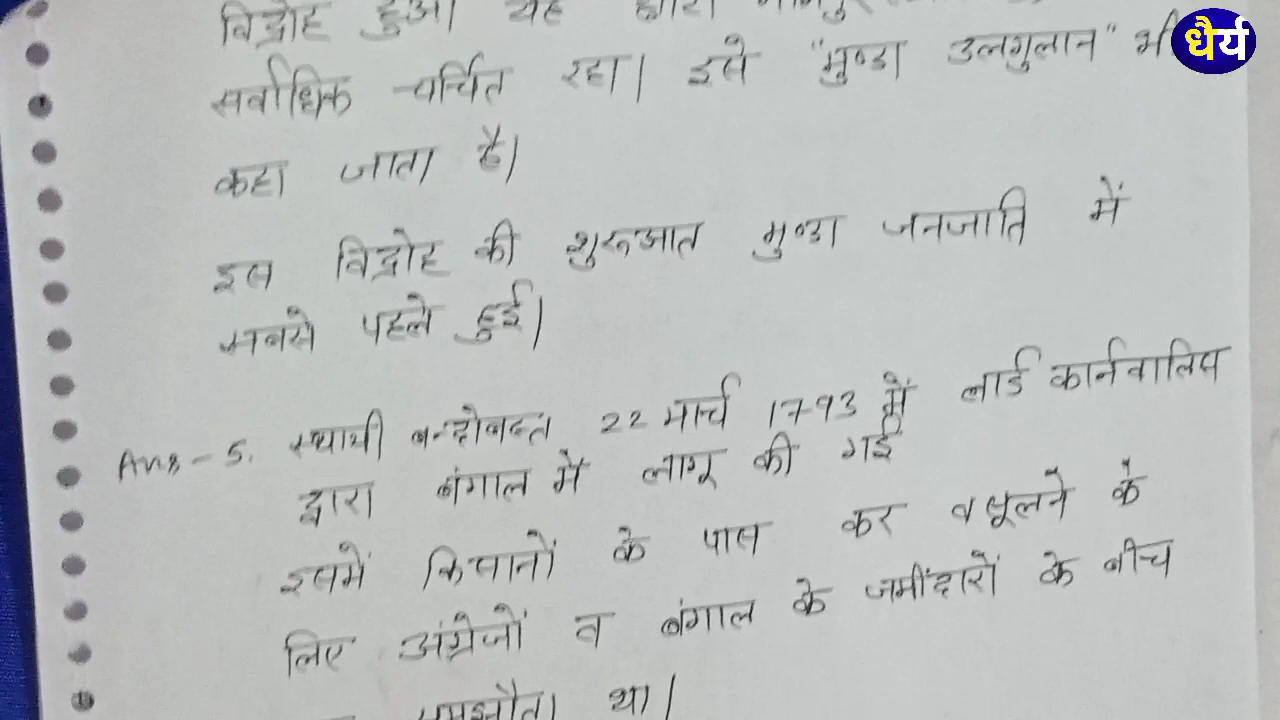 विद्रोह हुआ। यह
सर्वाधिक चर्चित रहा। इसे "मुण्डा उलगुलान" भी
धैर्य
कहा जाता है।
इस विद्रोह की शुरूआत मुण्डा जनजाति में
सबसे पहले हुई।
Ans - 5. स्थायी बन्दोबस्त 22 मार्च 1793 में लार्ड कार्नवालिस
द्वारा बंगाल में लागू की गई
इसमें किसानों के पास कर वसूलने के
लिए अंग्रेजों व बंगाल के जमींदारों के बीच
समझौता था।